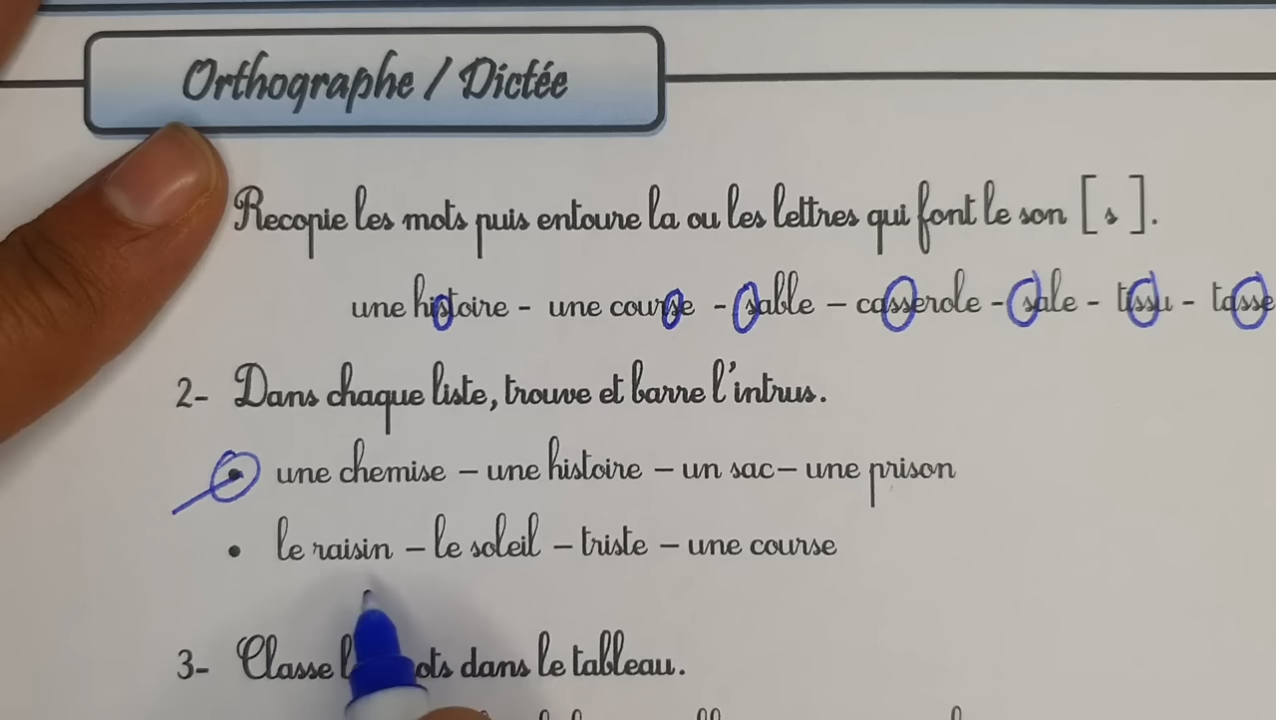 Orthographe / Dictée
Recopie les mots puis entoure la ou les lettres qui font le son [s].
une histoire - une course - sable - casserole - sale - tissu - tasse
2- Dans chaque liste, trouve et barre l'intrus.
• une chemise - une histoire - un sac - une prison
• le raisin - le soleil - triste - une course
3- Classe dans le tableau.